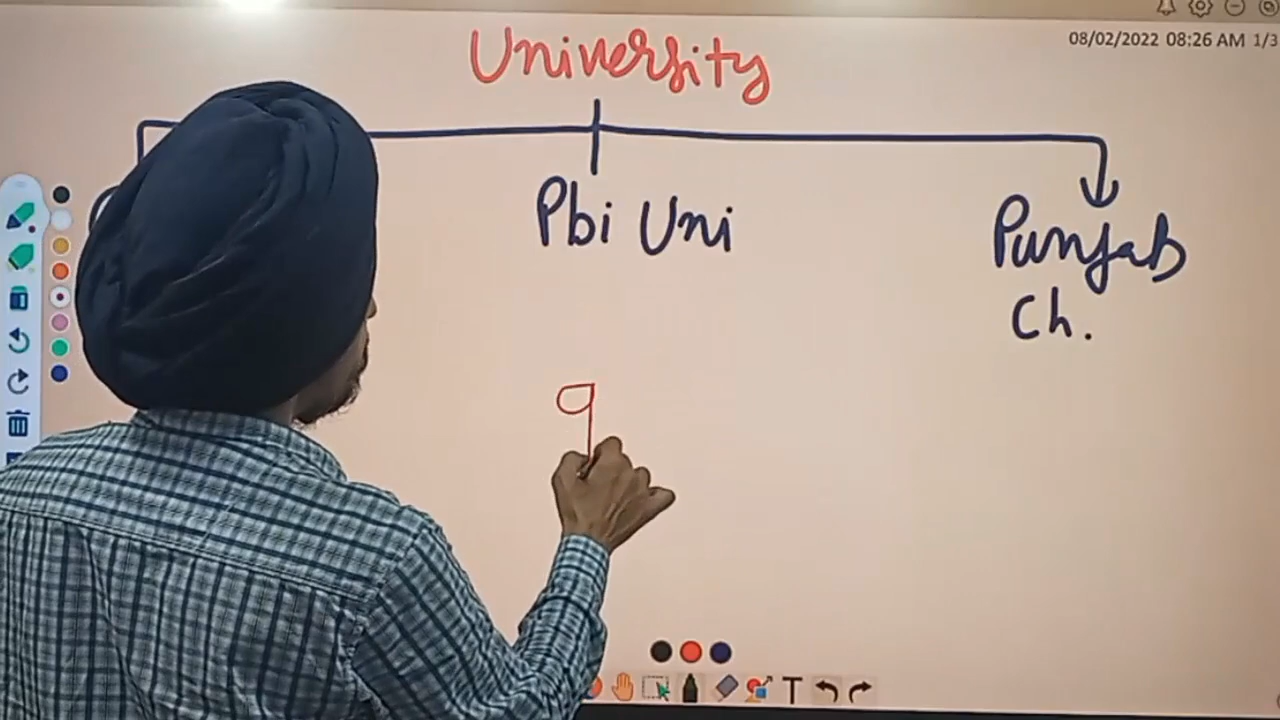 08/02/2022 08:26 AM 1/3
University
Pbi Uni
Punjab
Ch.
q
T